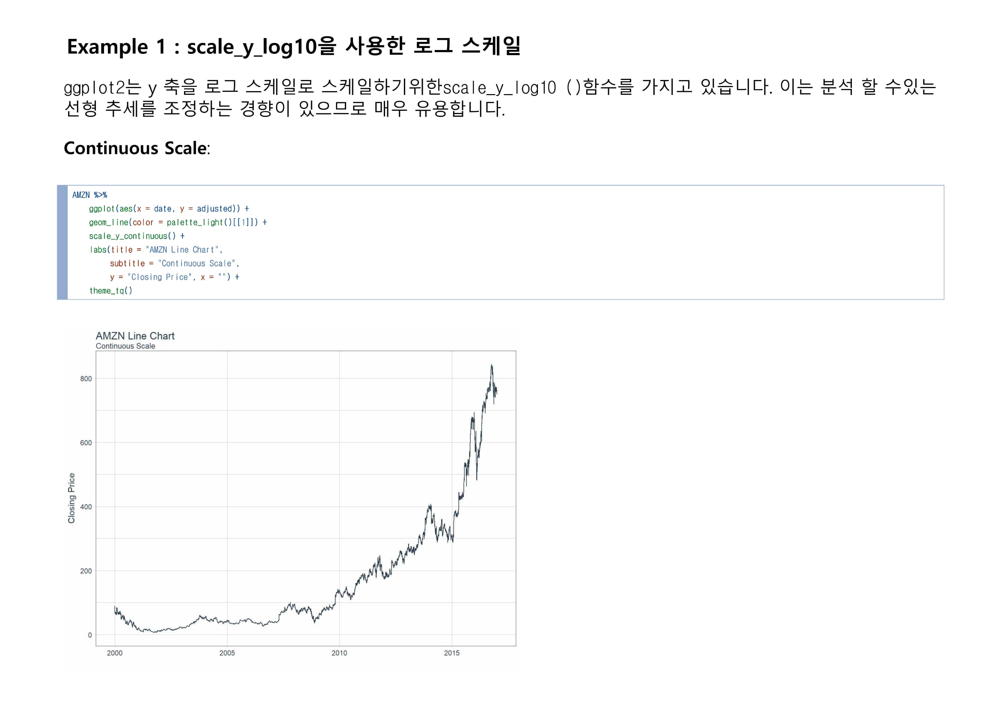 Example 1 : scale_y_log10을 사용한 로그 스케일
ggplot2는 y 축을 로그 스케일로 스케일하기위한scale_y_log10 ()함수를 가지고 있습니다. 이는 분석 할 수있는
선형 추세를 조정하는 경향이 있으므로 매우 유용합니다.
Continuous Scale:
AMZN %>%
ggplot(aes(x = date, y = adjusted)) +
geom_line(color = palette_light()[[1]]) +
scale_y_continuous() +
labs(title = "AMZN Line Chart",
subtitle = "Continuous Scale",
y = "Closing Price", x = "") +
theme_tq()
AMZN Line Chart
Continuous Scale
Closing Price
800
600
400
200
0
2000 2005 2010 2015